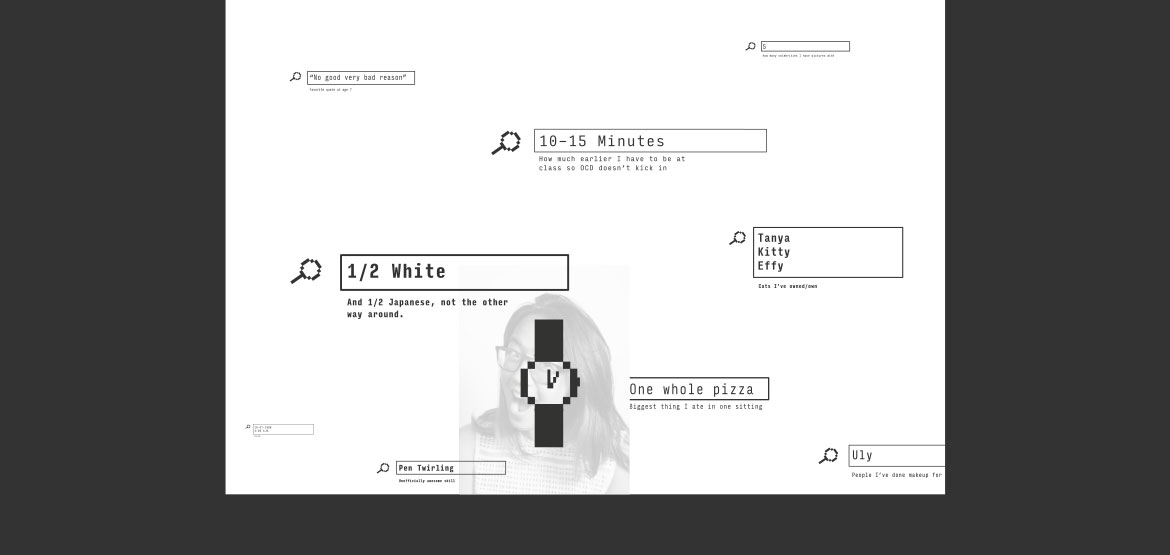 5
how many celebrities I have pictures with
"No good very bad reason"
favorite quote at age 7
10-15 Minutes
How much earlier I have to be at
class so OCD doesn't kick in
Tanya
Kitty
Effy
Cats I've owned/own
1/2 White
And 1/2 Japanese, not the other
way around.
One whole pizza
Biggest thing I ate in one sitting
Uly
People I've done makeup for
Pen Twirling
Unofficially awesome skill